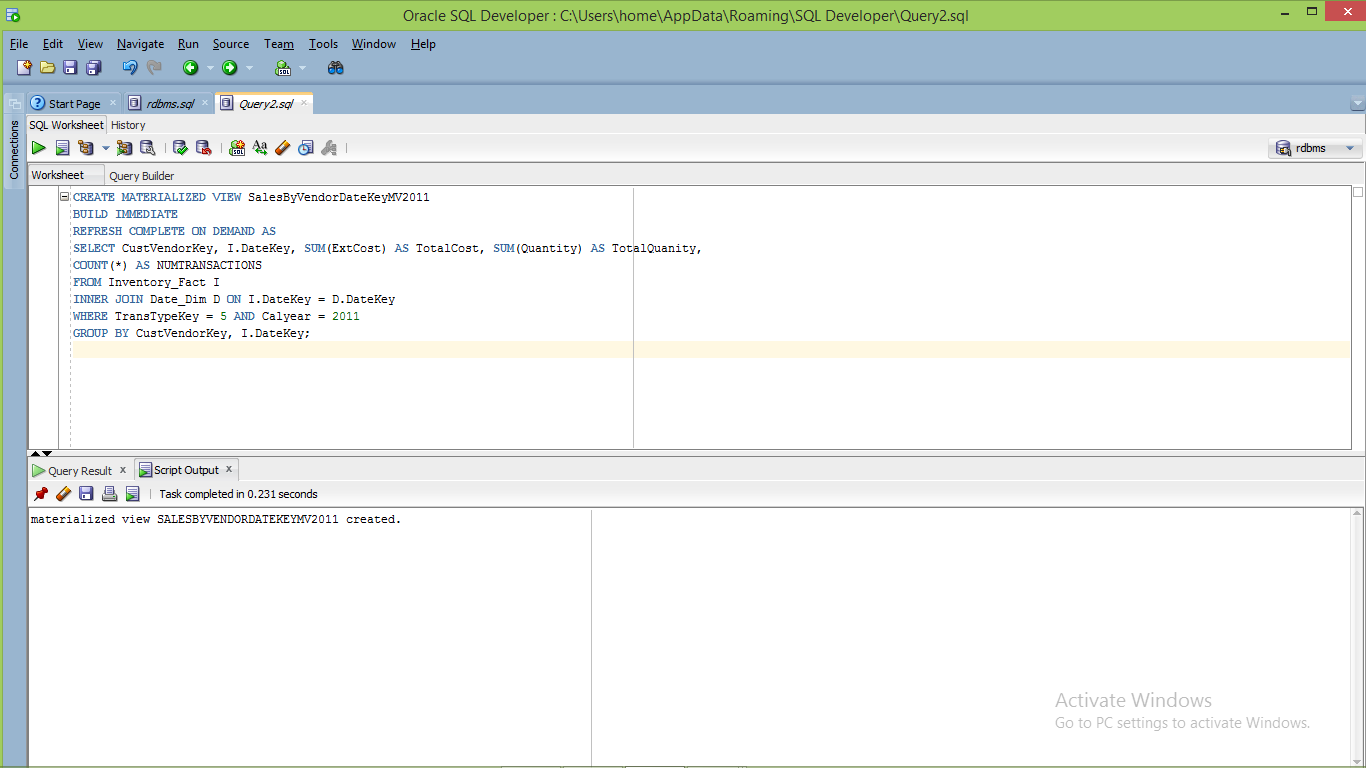 Oracle SQL Developer : C:\Users\home\AppData\Roaming\SQL Developer\Query2.sql
File Edit View Navigate Run Source Team Tools Window Help
Start Page rdbms.sql Query2.sql
Connections
SQL Worksheet History
rdbms
Worksheet Query Builder
CREATE MATERIALIZED VIEW SalesByVendorDateKeyMV2011
BUILD IMMEDIATE
REFRESH COMPLETE ON DEMAND AS
SELECT CustVendorKey, I.DateKey, SUM(ExtCost) AS TotalCost, SUM(Quantity) AS TotalQuanity,
COUNT(*) AS NUMTRANSACTIONS
FROM Inventory_Fact I
INNER JOIN Date_Dim D ON I.DateKey = D.DateKey
WHERE TransTypeKey = 5 AND Calyear = 2011
GROUP BY CustVendorKey, I.DateKey;
Query Result x Script Output x
Task completed in 0.231 seconds
materialized view SALESBYVENDORDATEKEYMV2011 created.
Activate Windows
Go to PC settings to activate Windows.